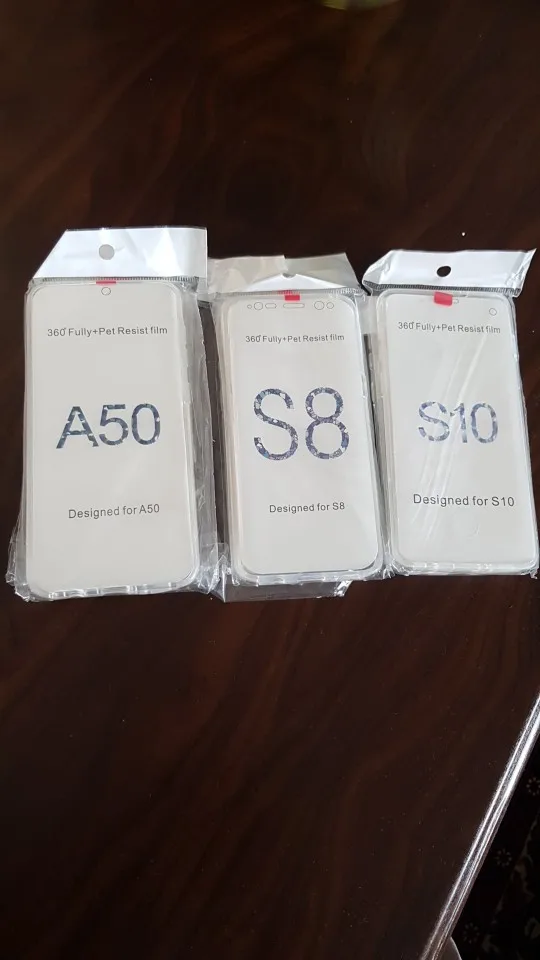 360° Fully+Pet Resist film
A50
Designed for A50
360° Fully+Pet Resist film
S8
Designed for S8
360° Fully+Pet Resist film
S10
Designed for S10